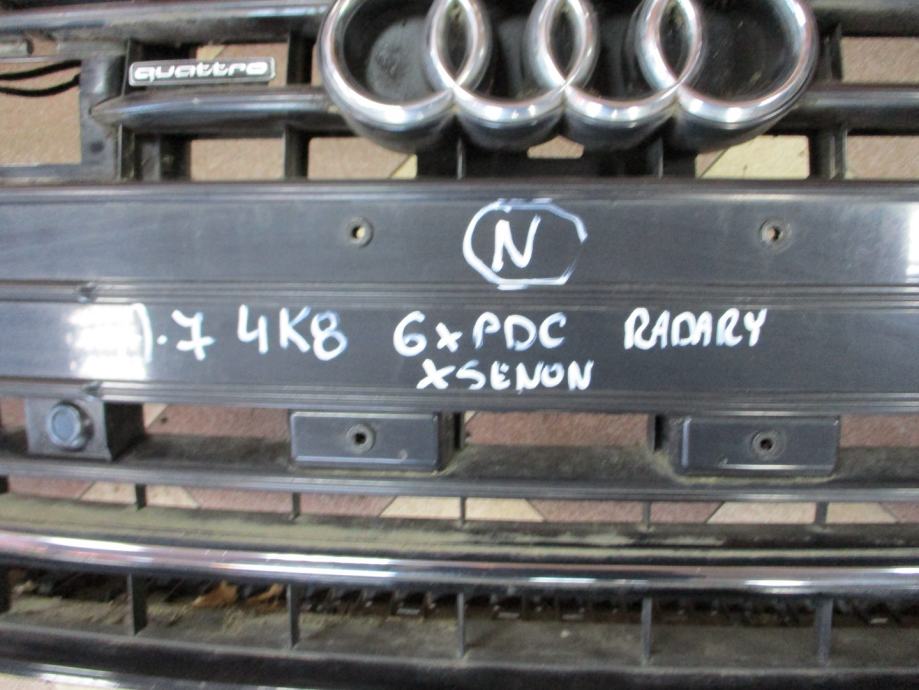 quattro
N
.7 4K8 6xPDC RADARY
XSENON